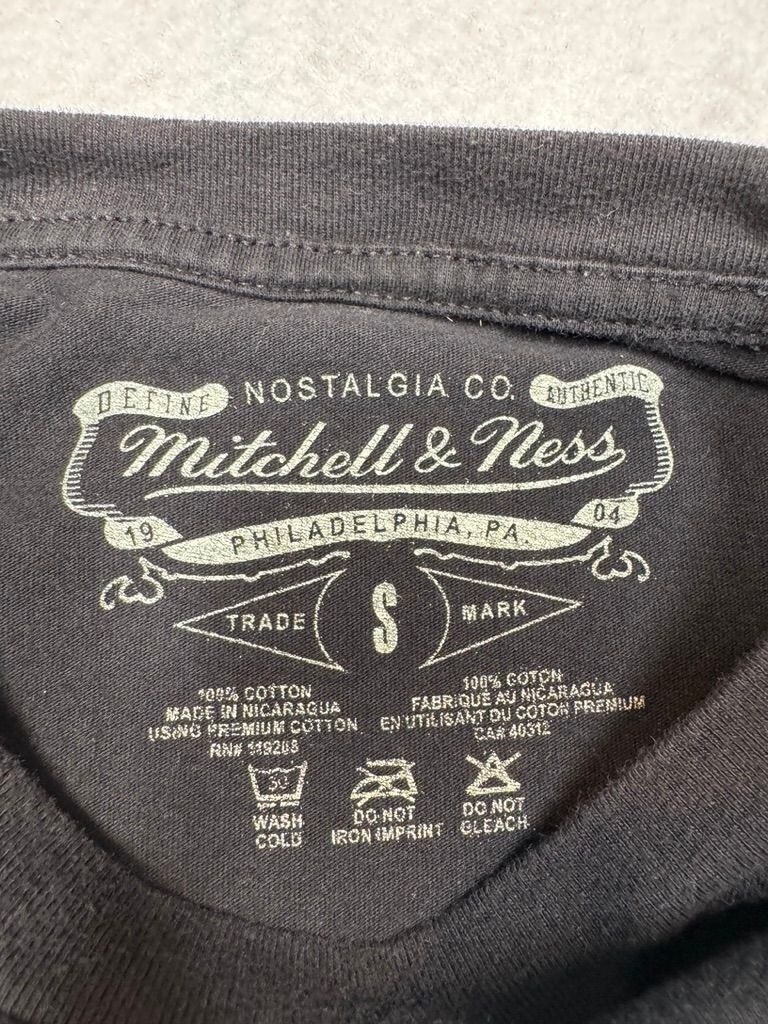 NOSTALGIA CO.
DEFINE AUTHENTIC
Mitchell & Ness
19 PHILADELPHIA, PA. 04
TRADE S MARK
100% COTTON
MADE IN NICARAGUA
USING PREMIUM COTTON
RN# 119288
100% COTON
FABRIQUÉ AU NICARAGUA
EN UTILISANT DU COTON PREMIUM
CA# 40312
30
WASH
COLD
DO NOT
IRON IMPRINT
DO NOT
BLEACH